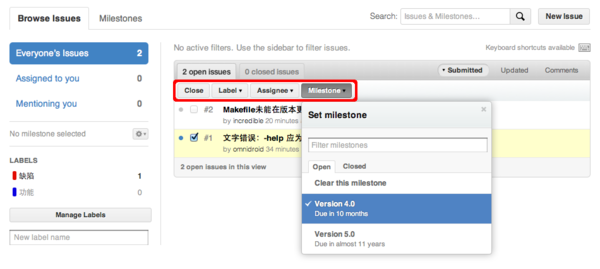 Browse Issues
Milestones
Search:
Issues & Milestones...
New Issue
Everyone's Issues 2
Assigned to you 0
Mentioning you 0
No milestone selected
LABELS
缺陷 1
功能 0
Manage Labels
New label name
No active filters. Use the sidebar to filter issues.
Keyboard shortcuts available
2 open issues
0 closed issues
Submitted
Updated
Comments
Close
Label
Assignee
Milestone
#2 Makefile未能在版本更
by incredible 20 minutes
#1 文字错误：-help 应为
by omnidroid 34 minutes
2 open issues in this view
Set milestone
×
Filter milestones
Open
Closed
Clear this milestone
Version 4.0
Due in 10 months
Version 5.0
Due in almost 11 years